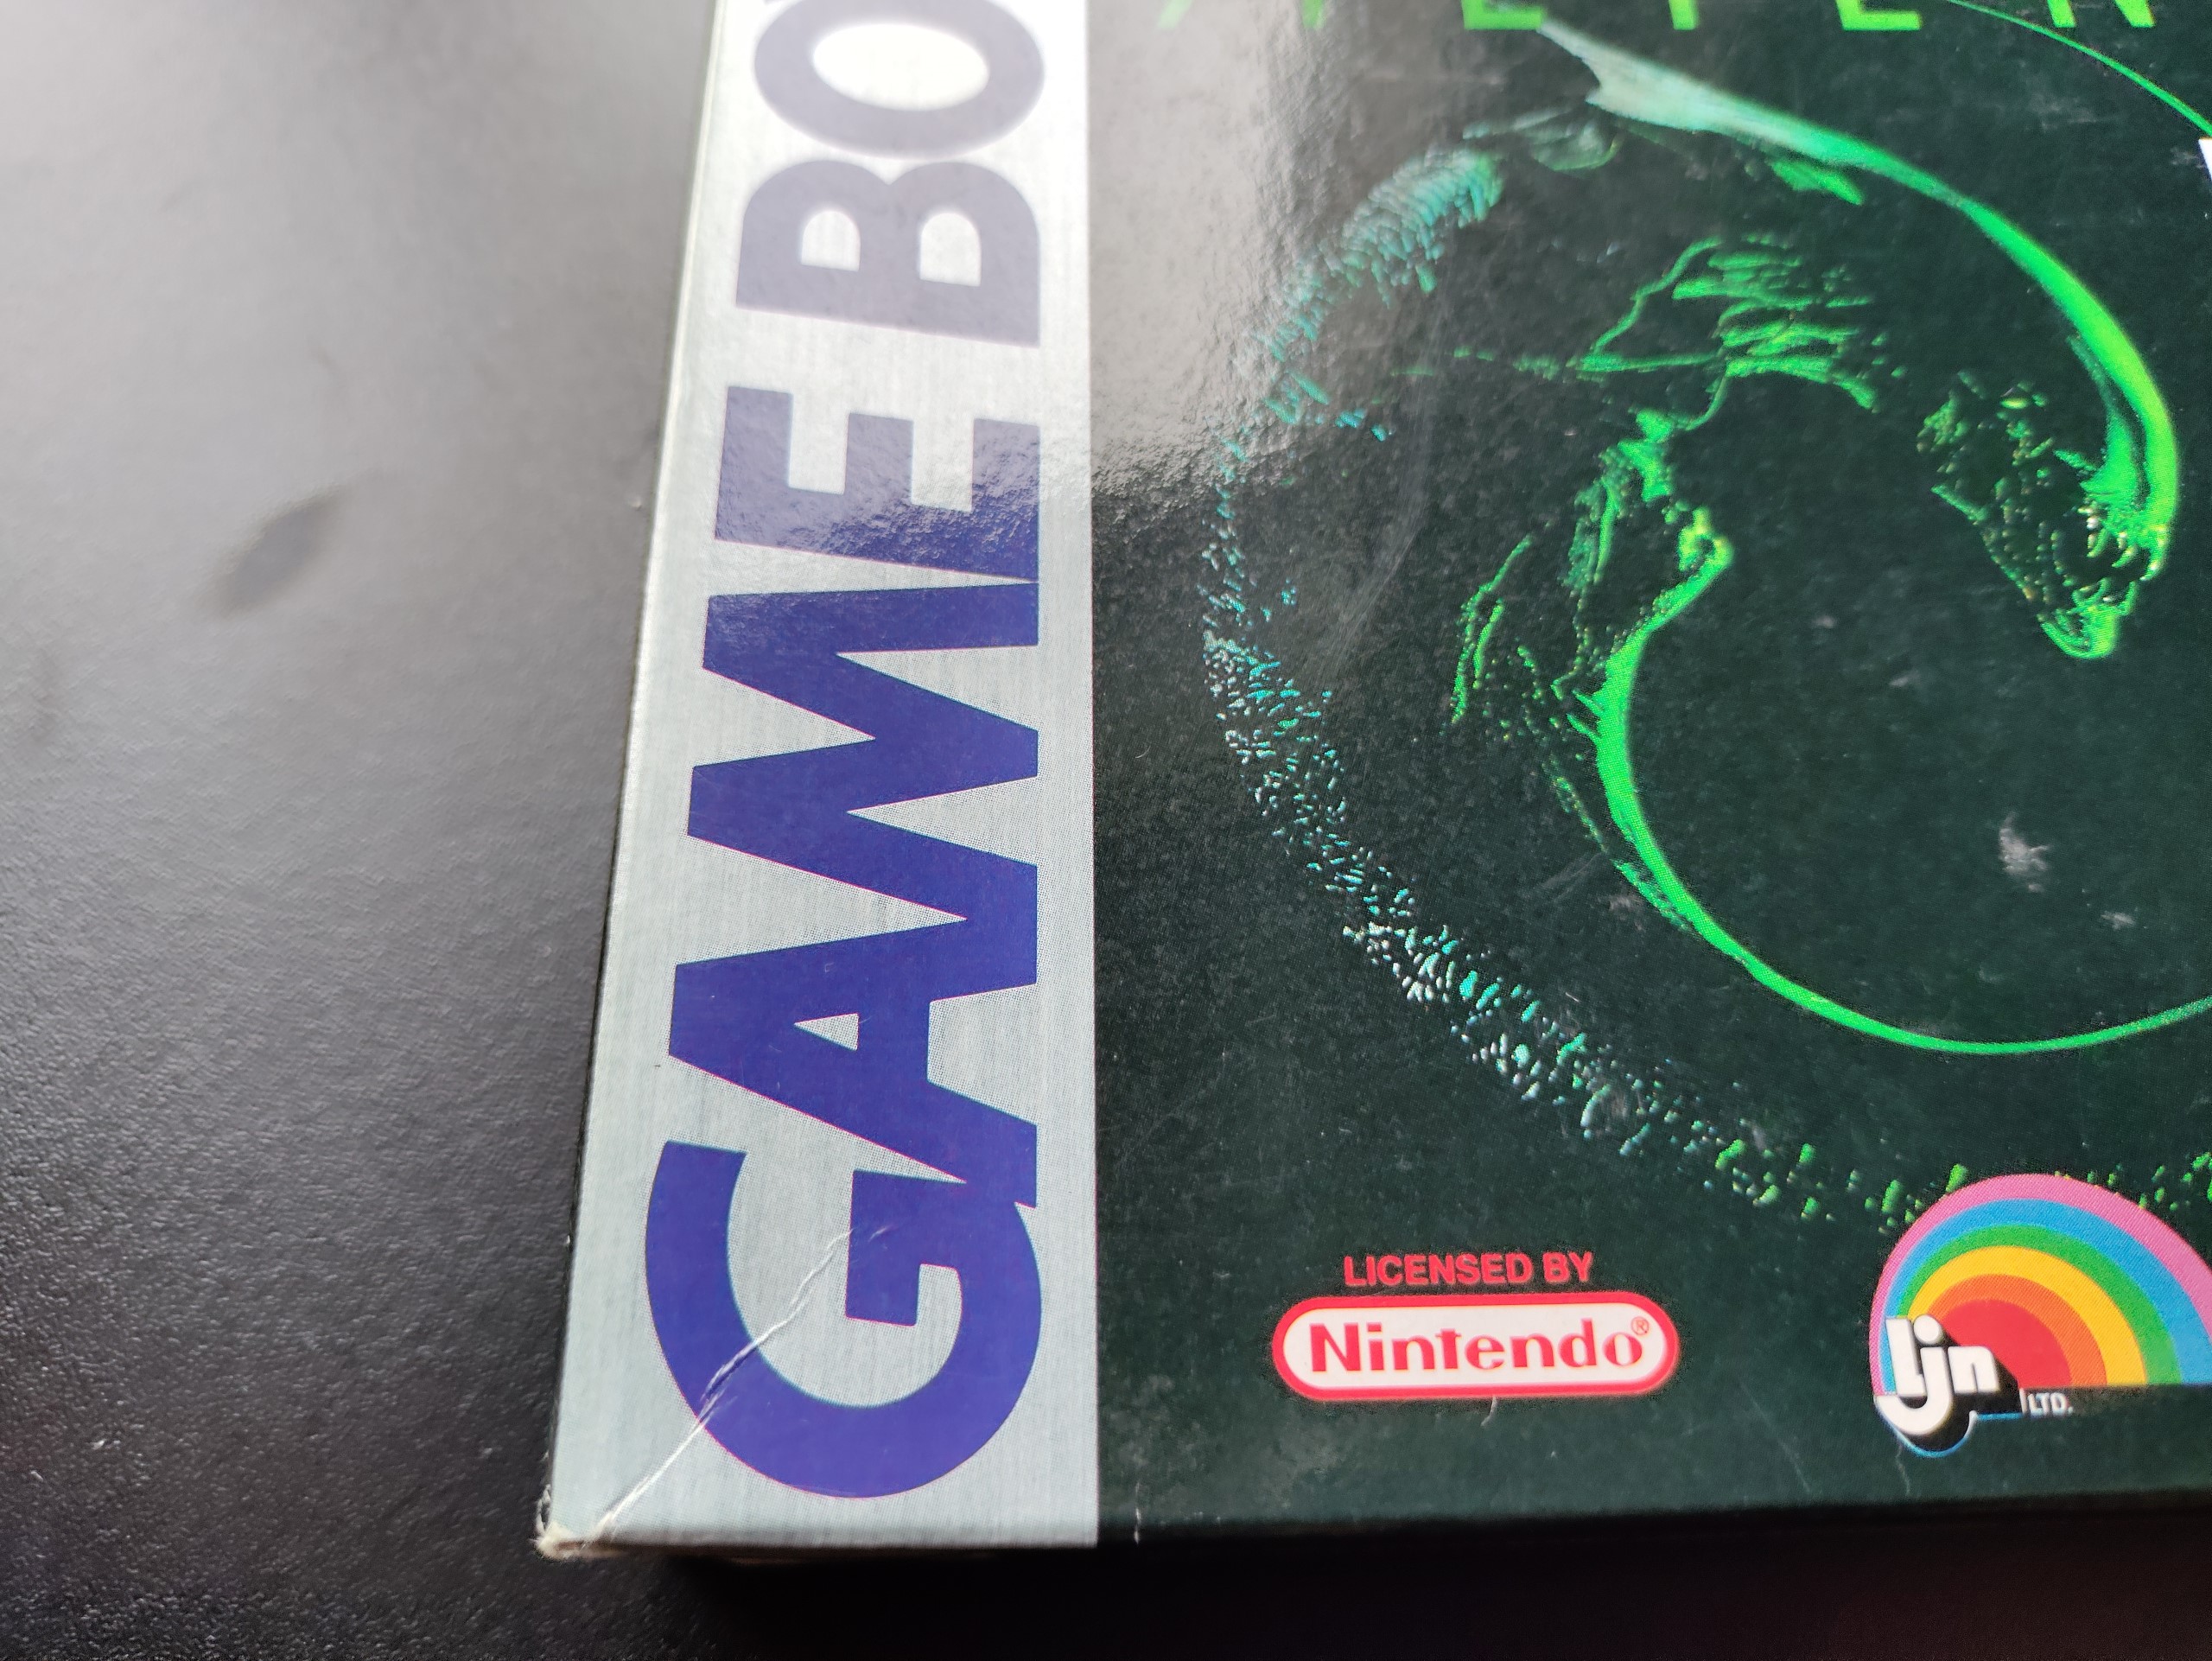 GAME BO
LICENSED BY
Nintendo®
ljn
LTD.